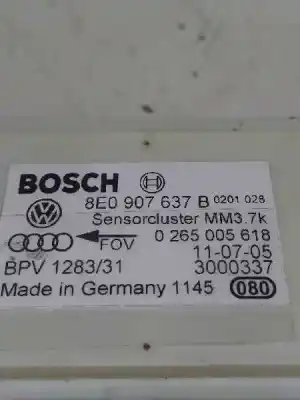 BOSCH
8E0 907 637 B 0201 028
Sensorcluster MM3.7k
FOV 0 265 005 618
11-07-05
BPV 1283/31 3000337
Made in Germany 1145 080